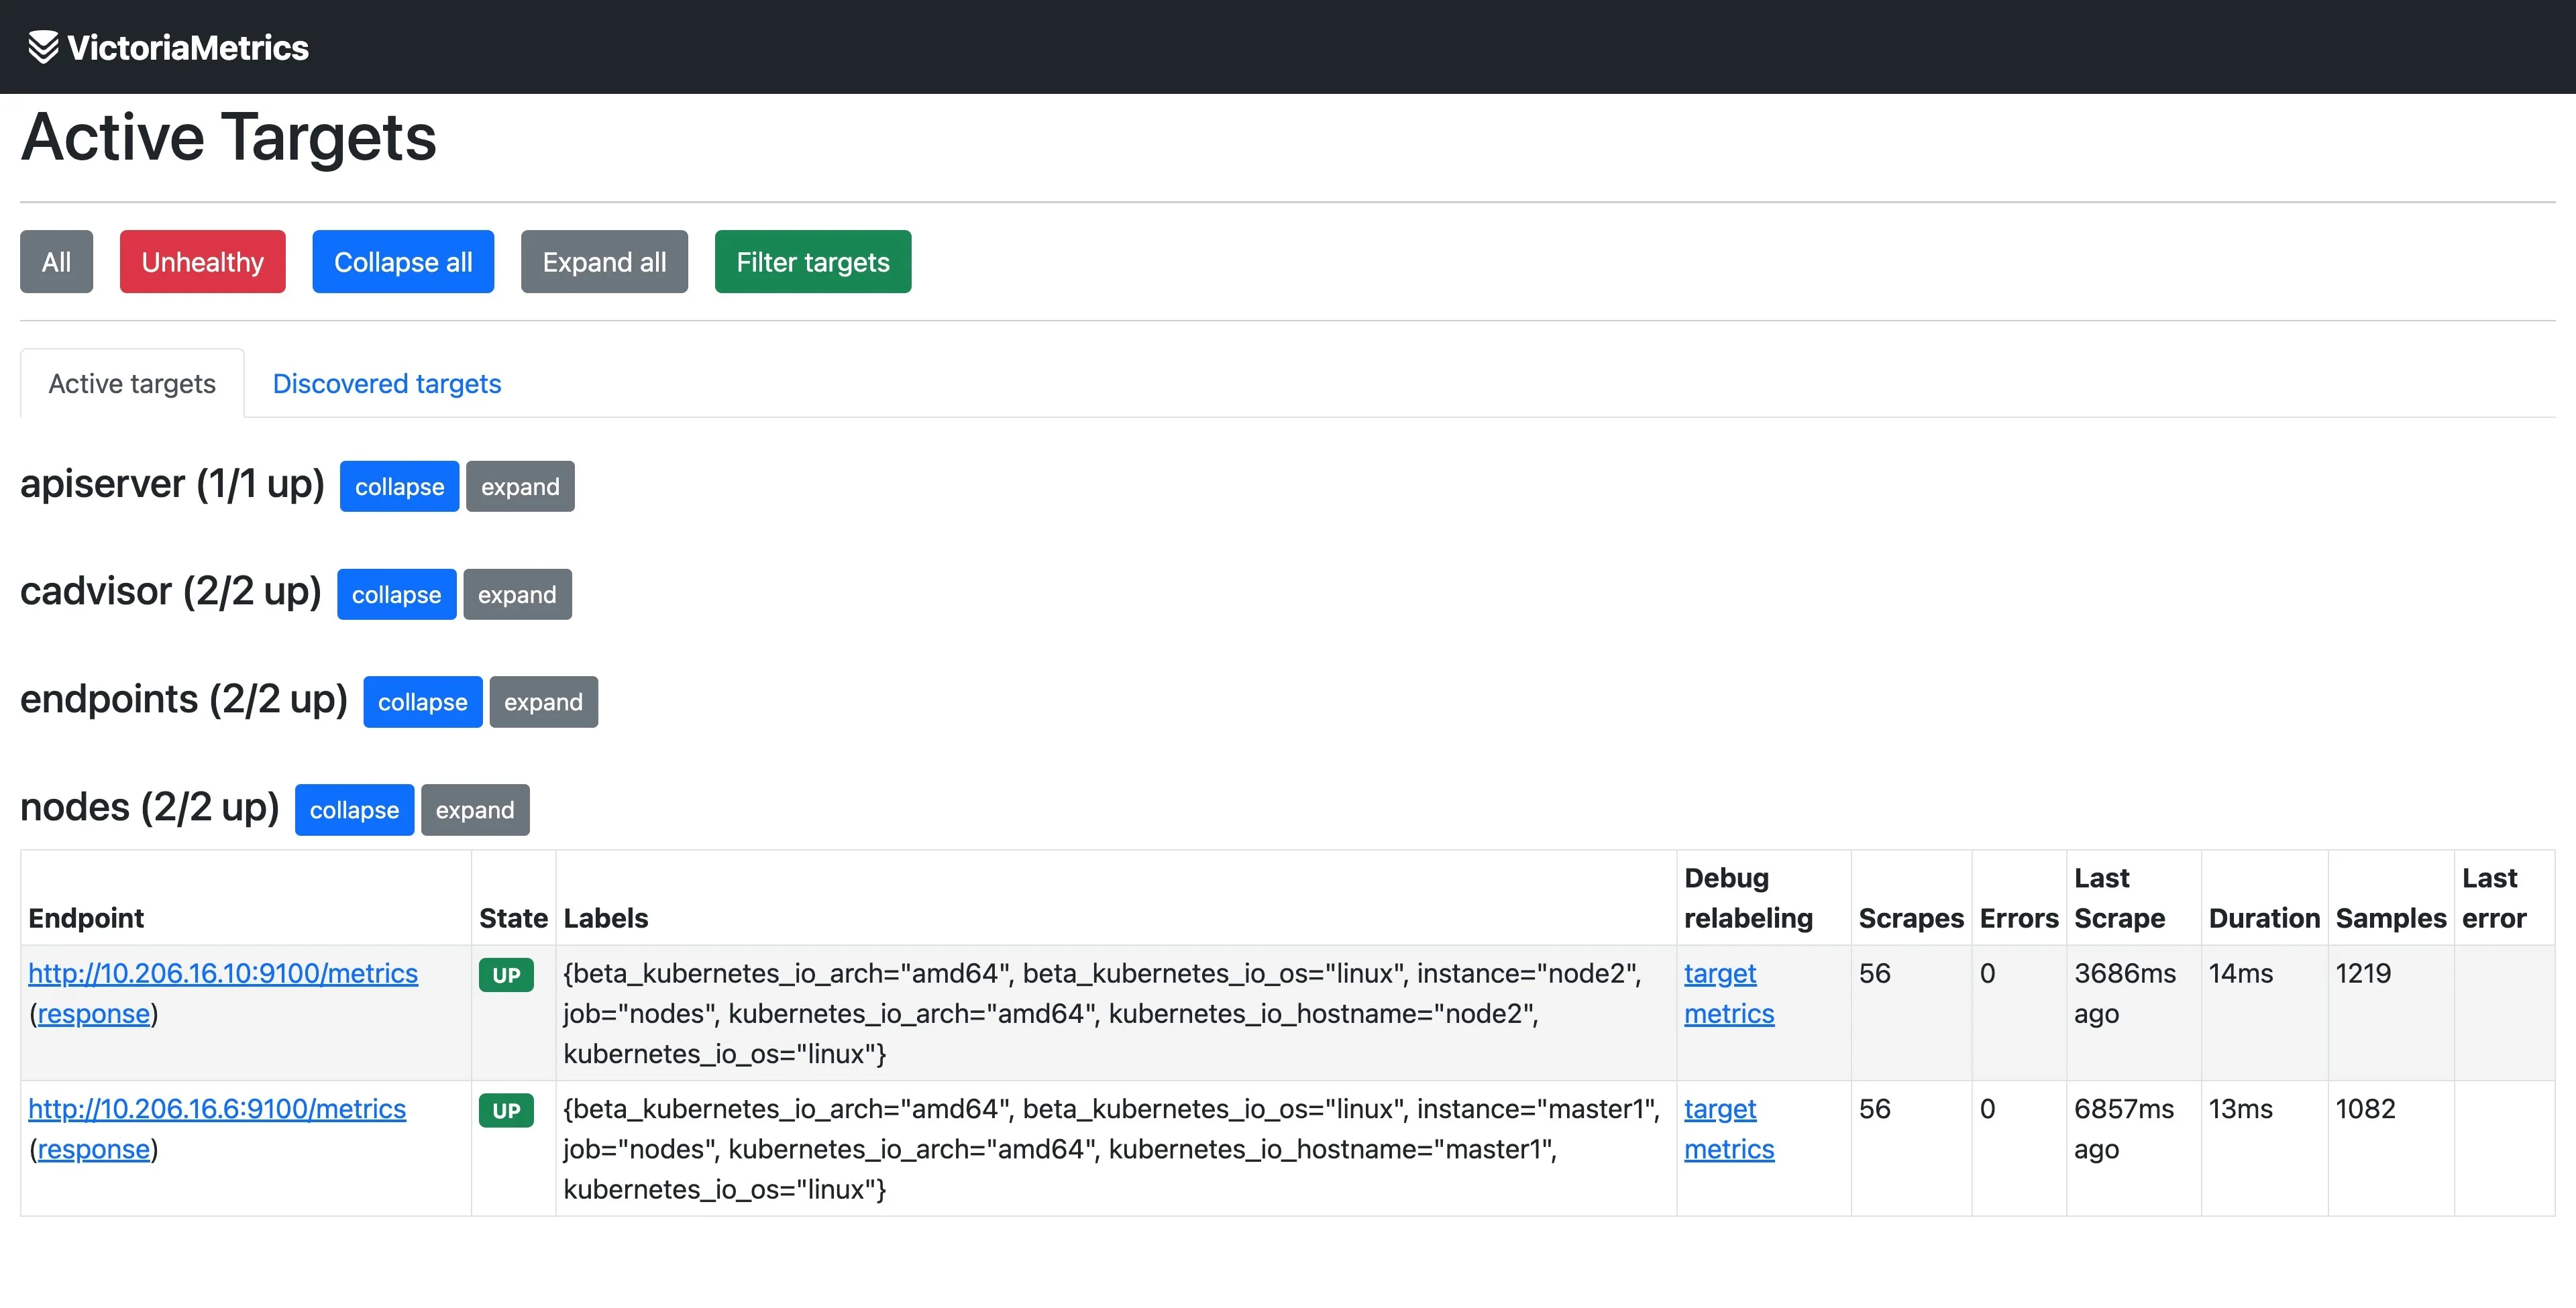 VictoriaMetrics
Active Targets
All Unhealthy Collapse all Expand all Filter targets
Active targets Discovered targets
apiserver (1/1 up) collapse expand
cadvisor (2/2 up) collapse expand
endpoints (2/2 up) collapse expand
nodes (2/2 up) collapse expand
Endpoint State Labels Debug relabeling Scrapes Errors Last Scrape Duration Samples Last error
http://10.206.16.10:9100/metrics UP {beta_kubernetes_io_arch="amd64", beta_kubernetes_io_os="linux", instance="node2", target 56 0 3686ms 14ms 1219
(response) job="nodes", kubernetes_io_arch="amd64", kubernetes_io_hostname="node2", metrics ago
kubernetes_io_os="linux"}
http://10.206.16.6:9100/metrics UP {beta_kubernetes_io_arch="amd64", beta_kubernetes_io_os="linux", instance="master1", target 56 0 6857ms 13ms 1082
(response) job="nodes", kubernetes_io_arch="amd64", kubernetes_io_hostname="master1", metrics ago
kubernetes_io_os="linux"}